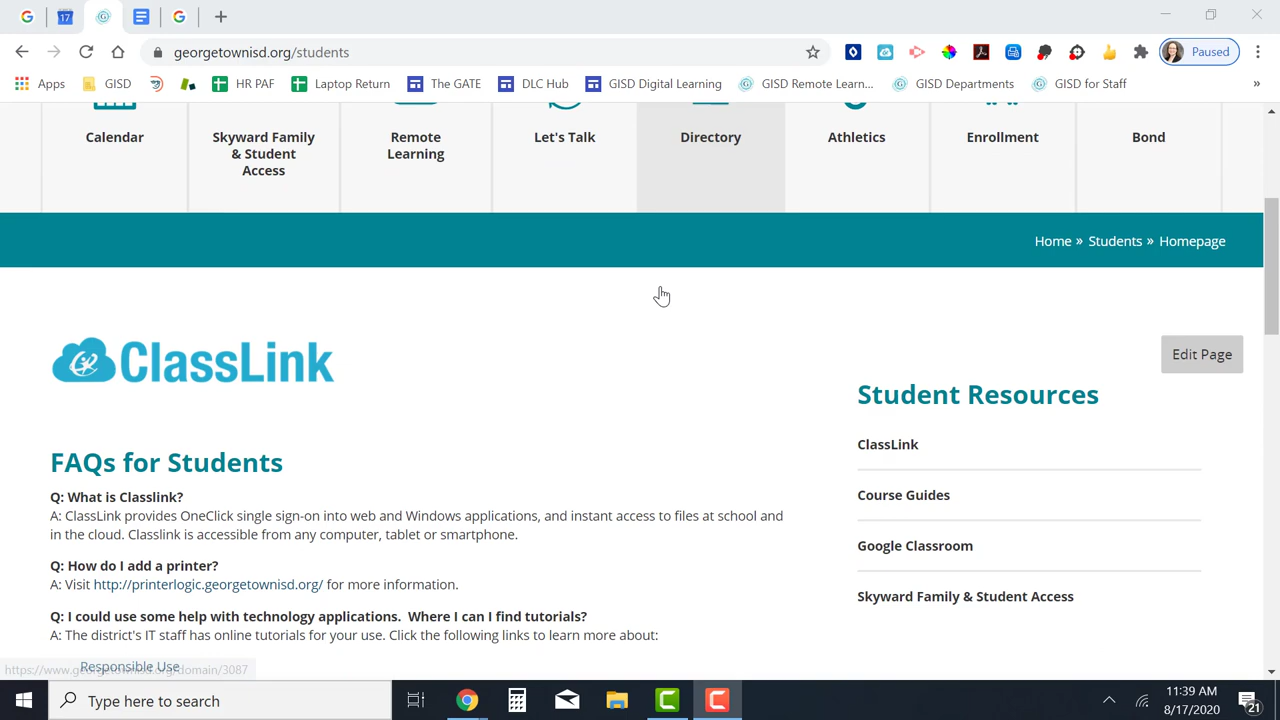 17
georgetownisd.org/students
Paused
Apps
GISD
HR PAF
Laptop Return
The GATE
DLC Hub
GISD Digital Learning
GISD Remote Learn...
GISD Departments
GISD for Staff
»
Calendar
Skyward Family
& Student
Access
Remote
Learning
Let's Talk
Directory
Athletics
Enrollment
Bond
Home » Students » Homepage
ClassLink
Edit Page
Student Resources
ClassLink
Course Guides
Google Classroom
Skyward Family & Student Access
FAQs for Students
Q: What is Classlink?
A: ClassLink provides OneClick single sign-on into web and Windows applications, and instant access to files at school and
in the cloud. Classlink is accessible from any computer, tablet or smartphone.
Q: How do I add a printer?
A: Visit http://printerlogic.georgetownisd.org/ for more information.
Q: I could use some help with technology applications.  Where I can I find tutorials?
A: The district's IT staff has online tutorials for your use. Click the following links to learn more about:
Responsible Use
https://www.georgetownisd.org/domain/3087
Type here to search
11:39 AM
8/17/2020
21